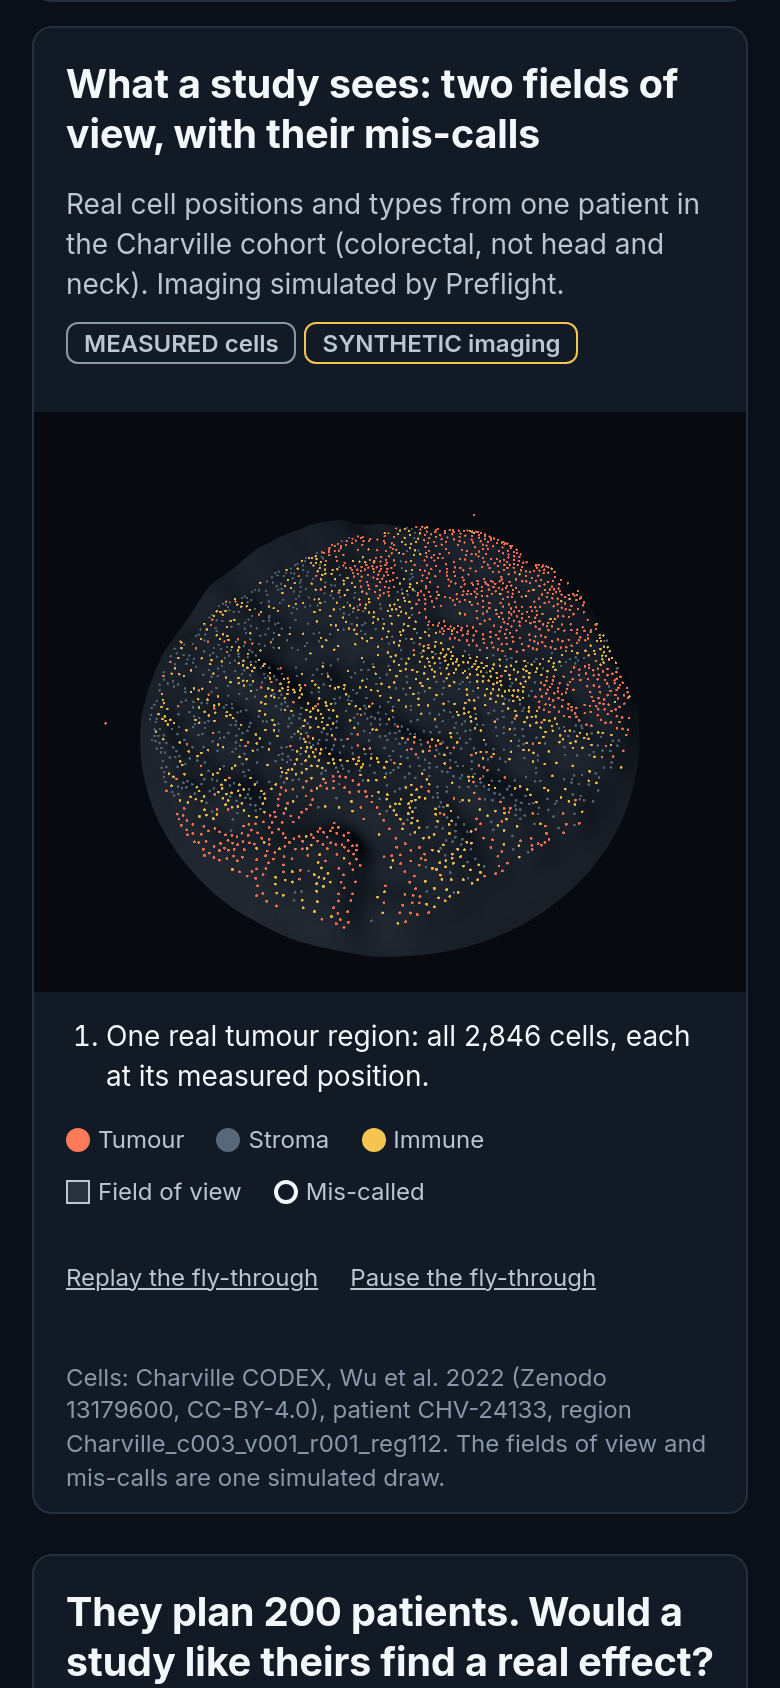 What a study sees: two fields of
view, with their mis-calls
Real cell positions and types from one patient in
the Charville cohort (colorectal, not head and
neck). Imaging simulated by Preflight.
MEASURED cells SYNTHETIC imaging
1. One real tumour region: all 2,846 cells, each
at its measured position.
Tumour Stroma Immune
Field of view Mis-called
Replay the fly-through Pause the fly-through
Cells: Charville CODEX, Wu et al. 2022 (Zenodo
13179600, CC-BY-4.0), patient CHV-24133, region
Charville_c003_v001_r001_reg112. The fields of view and
mis-calls are one simulated draw.
They plan 200 patients. Would a
study like theirs find a real effect?